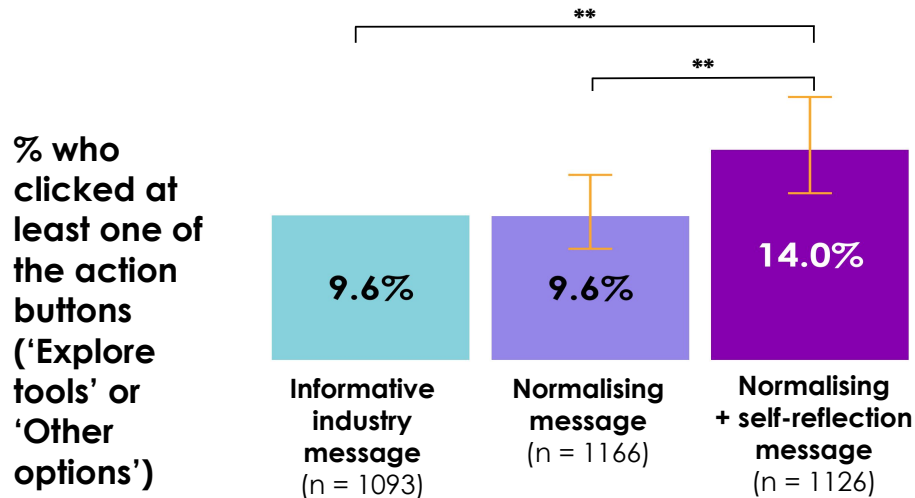 **
**
% who
clicked at
least one of
the action
buttons
(‘Explore
tools’ or
‘Other
options’)
9.6%
9.6%
14.0%
Informative
industry
message
(n = 1093)
Normalising
message
(n = 1166)
Normalising
+ self-reflection
message
(n = 1126)